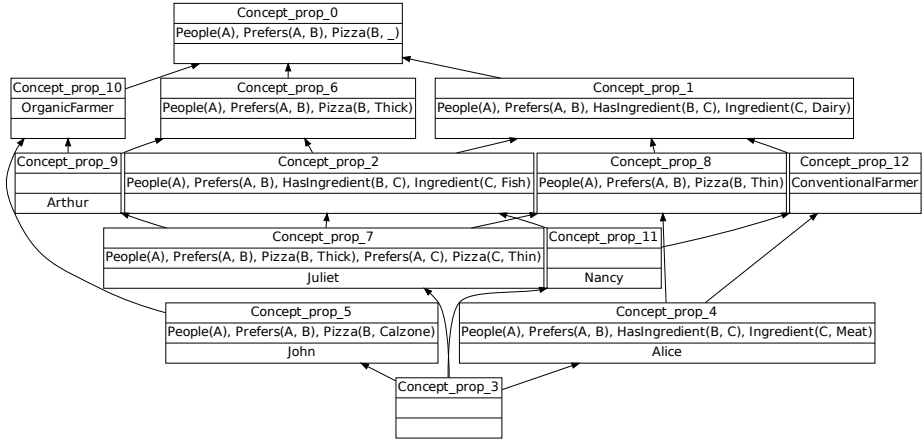 Concept_prop_0
People(A), Prefers(A, B), Pizza(B, _)
Concept_prop_10
OrganicFarmer
Concept_prop_6
People(A), Prefers(A, B), Pizza(B, Thick)
Concept_prop_1
People(A), Prefers(A, B), HasIngredient(B, C), Ingredient(C, Dairy)
Concept_prop_9
Arthur
Concept_prop_2
People(A), Prefers(A, B), HasIngredient(B, C), Ingredient(C, Fish)
Concept_prop_8
People(A), Prefers(A, B), Pizza(B, Thin)
Concept_prop_12
ConventionalFarmer
Concept_prop_7
People(A), Prefers(A, B), Pizza(B, Thick), Prefers(A, C), Pizza(C, Thin)
Juliet
Concept_prop_11
Nancy
Concept_prop_5
People(A), Prefers(A, B), Pizza(B, Calzone)
John
Concept_prop_4
People(A), Prefers(A, B), HasIngredient(B, C), Ingredient(C, Meat)
Alice
Concept_prop_3